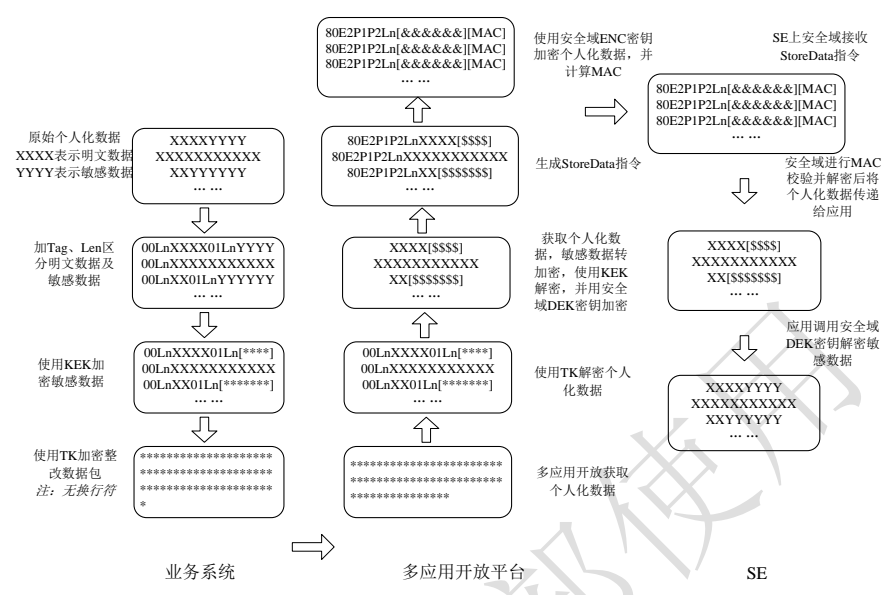 原始个人化数据
XXXX表示明文数据
YYYY表示敏感数据
XXXXYYYY
XXXXXXXXXXX
XXYYYYYY
... ...
加Tag、Len区
分明文数据及
敏感数据
00LnXXXX01LnYYYY
00LnXXXXXXXXXXX
00LnXX01LnYYYYYY
... ...
使用KEK加
密敏感数据
00LnXXXX01Ln[****]
00LnXXXXXXXXXXX
00LnXX01Ln[*******]
... ...
使用TK加密整
改数据包
注：无换行符
********************
********************
********************
*
业务系统
80E2P1P2Ln[&&&&&&][MAC]
80E2P1P2Ln[&&&&&&][MAC]
80E2P1P2Ln[&&&&&&][MAC]
... ...
使用安全域ENC密钥
加密个人化数据，并
计算MAC
80E2P1P2LnXXXX[$$$$]
80E2P1P2LnXXXXXXXXXXX
80E2P1P2LnXX[$$$$$$$]
... ...
生成StoreData指令
XXXX[$$$$]
XXXXXXXXXXX
XX[$$$$$$$]
... ...
获取个人化数
据，敏感数据转
加密，使用KEK
解密，并用安全
域DEK密钥加密
00LnXXXX01Ln[****]
00LnXXXXXXXXXXX
00LnXX01Ln[*******]
... ...
使用TK解密个人
化数据
***********************
***********************
***************
多应用开放获取
个人化数据
多应用开放平台
SE上安全域接收
StoreData指令
80E2P1P2Ln[&&&&&&][MAC]
80E2P1P2Ln[&&&&&&][MAC]
80E2P1P2Ln[&&&&&&][MAC]
... ...
安全域进行MAC
校验并解密后将
个人化数据传递
给应用
XXXX[$$$$]
XXXXXXXXXXX
XX[$$$$$$$]
... ...
应用调用安全域
DEK密钥解密敏
感数据
XXXXYYYY
XXXXXXXXXXX
XXYYYYYY
... ...
SE
部使用